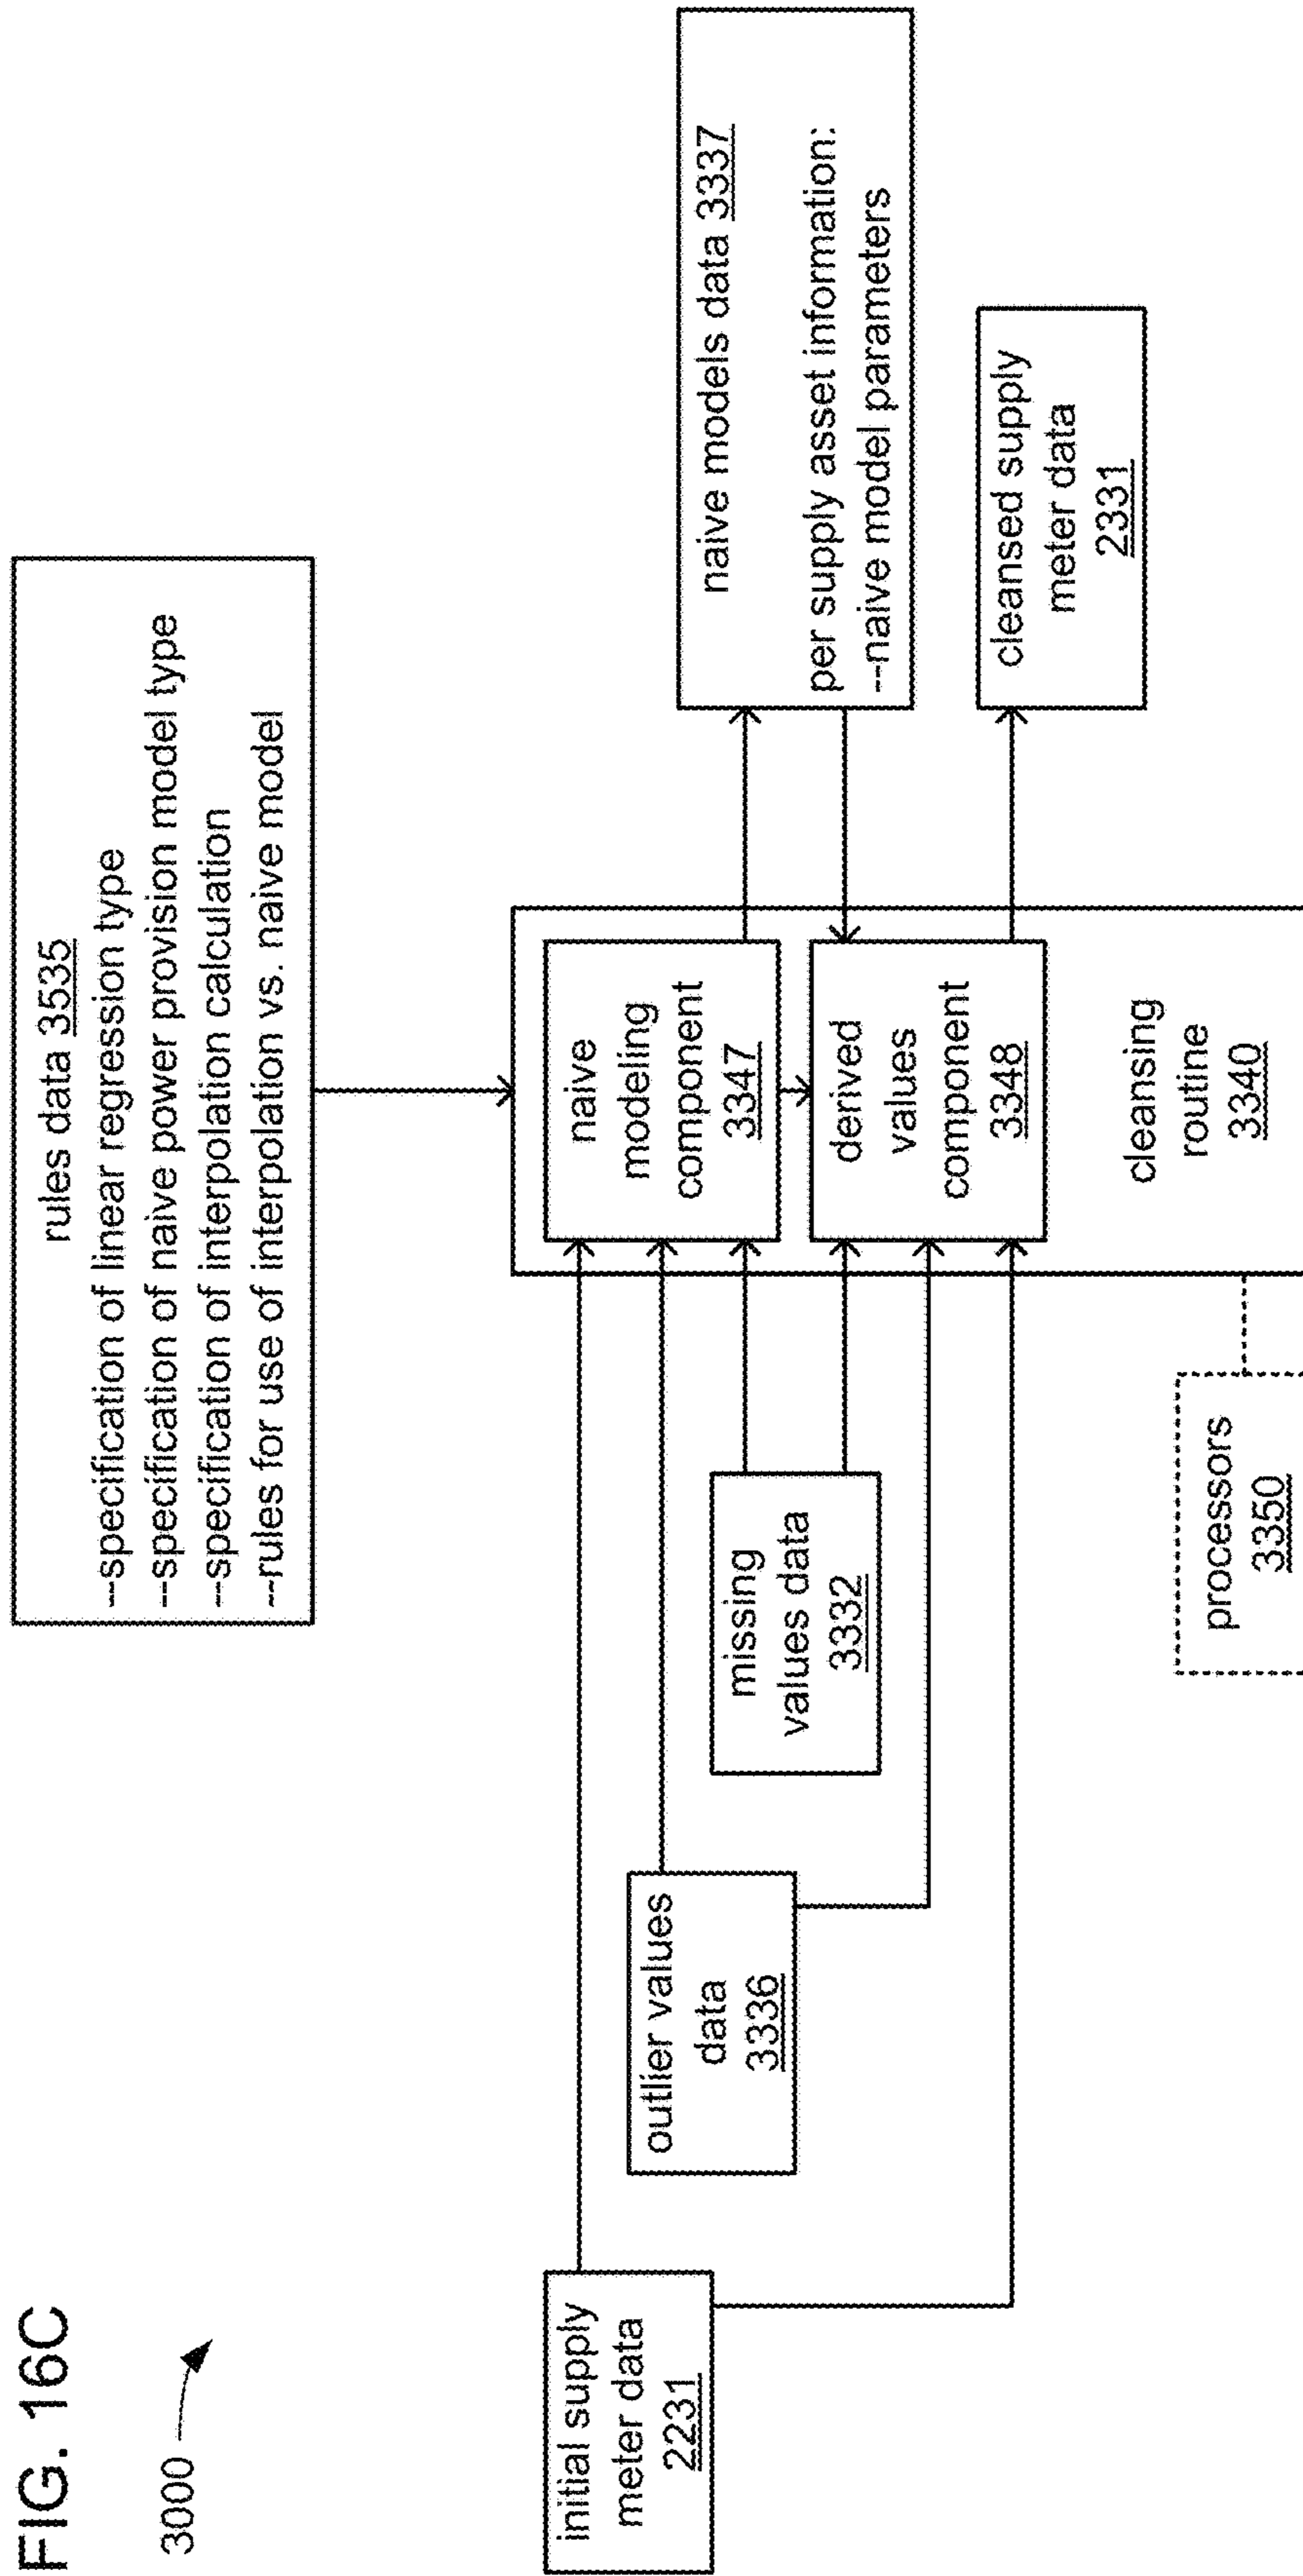 FIG. 16C
3000
rules data 3535
--specification of linear regression type
--specification of naive power provision model type
--specification of interpolation calculation
--rules for use of interpolation vs. naive model
initial supply
meter data
2231
outlier values
data
3336
missing
values data
3332
naive
modeling
component
3347
derived
values
component
3348
cleansing
routine
3340
processors
3350
naive models data 3337
per supply asset information:
--naive model parameters
cleansed supply
meter data
2331